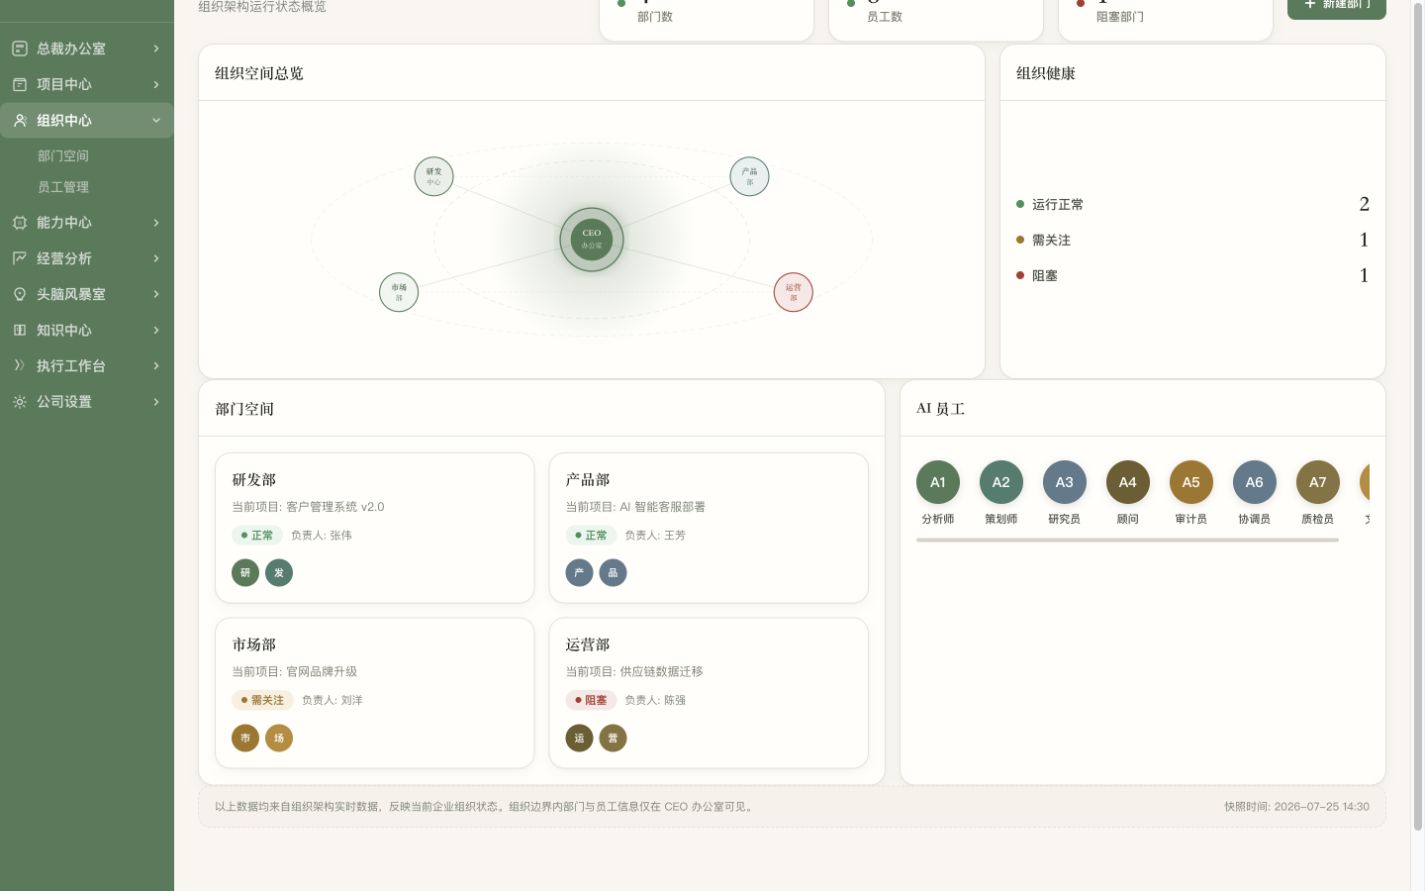 总裁办公室
项目中心
组织中心
部门空间
员工管理
能力中心
经营分析
头脑风暴室
知识中心
执行工作台
公司设置
组织架构运行状态概览
部门数
员工数
阻塞部门
+ 新建部门
组织空间总览
研发
中心
产品
部
CEO
办公室
市场
部
运营
部
组织健康
运行正常 2
需关注 1
阻塞 1
部门空间
研发部
当前项目: 客户管理系统 v2.0
正常 负责人: 张伟
研 发
产品部
当前项目: AI 智能客服部署
正常 负责人: 王芳
产 品
市场部
当前项目: 官网品牌升级
需关注 负责人: 刘洋
市 场
运营部
当前项目: 供应链数据迁移
阻塞 负责人: 陈强
运 营
AI 员工
A1 A2 A3 A4 A5 A6 A7
分析师 策划师 研究员 顾问 审计员 协调员 质检员
以上数据均来自组织架构实时数据，反映当前企业组织状态。组织边界内部门与员工信息仅在 CEO 办公室可见。
快照时间: 2026-07-25 14:30